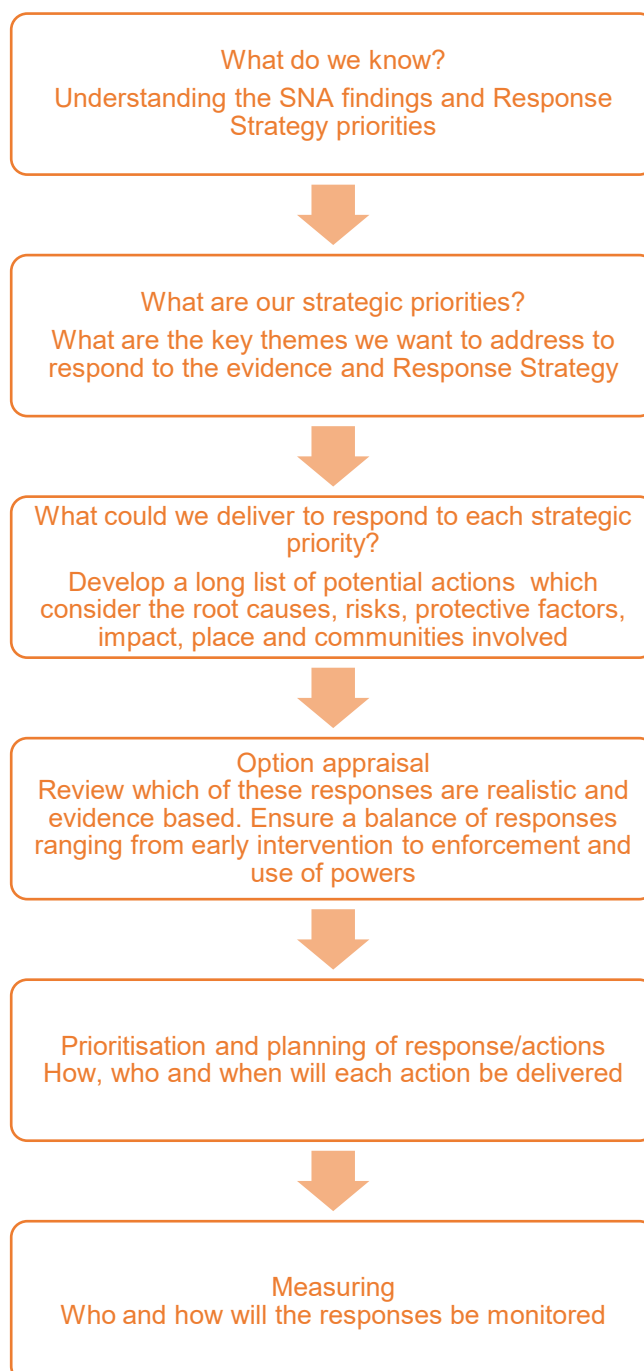 What do we know?
Understanding the SNA findings and Response
Strategy priorities
What are our strategic priorities?
What are the key themes we want to address to
respond to the evidence and Response Strategy
What could we deliver to respond to each strategic
priority?
Develop a long list of potential actions  which
consider the root causes, risks, protective factors,
impact, place and communities involved
Option appraisal
Review which of these responses are realistic and
evidence based. Ensure a balance of responses
ranging from early intervention to enforcement and
use of powers
Prioritisation and planning of response/actions
How, who and when will each action be delivered
Measuring
Who and how will the responses be monitored